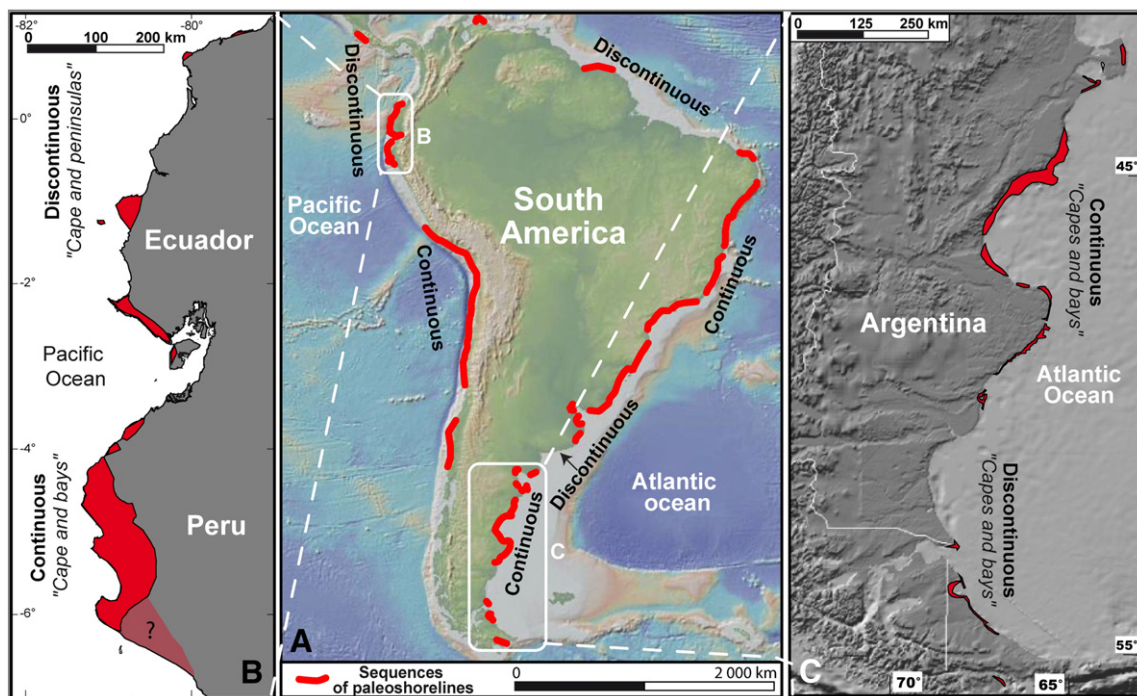 -82
-80
0
100
200 km
0°
-2°
-4°
-6°
Discontinuous
"Cape and peninsulas"
Ecuador
Pacific
Ocean
Continuous
"Cape and bays"
Peru
?
B
Discontinuous
Discontinuous
B
Pacific
Ocean
South
America
Continuous
Continuous
Discontinuous
Atlantic
ocean
Continuous
C
A
Sequences
of paleoshorelines
0
2 000 km
0
125
250 km
45°
Continuous
"Capes and bays"
Argentina
Atlantic
Ocean
Discontinuous
"Capes and bays"
55°
70°
65°
C